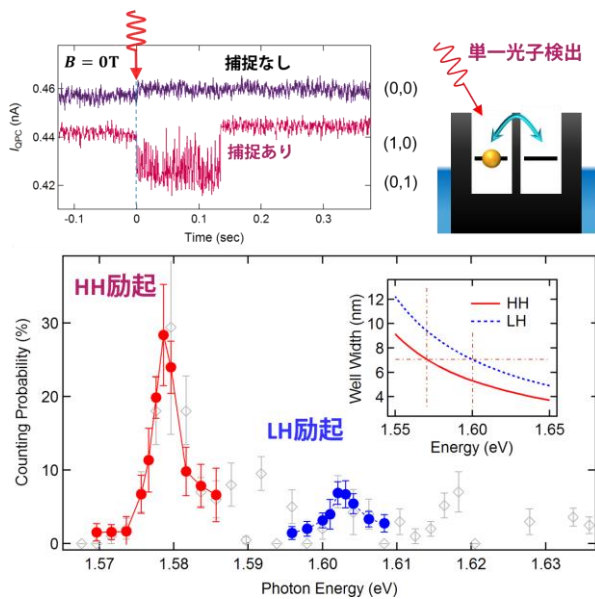 B = 0T
捕捉なし
捕捉あり
0.46
0.44
0.42
I_QPC (nA)
-0.1
0
0.1
0.2
0.3
Time (sec)
(0,0)
(1,0)
(0,1)
単一光子検出
HH励起
LH励起
30
20
10
0
Counting Probability (%)
1.57
1.58
1.59
1.60
1.61
1.62
1.63
Photon Energy (eV)
12
10
8
6
4
Well Width (nm)
HH
LH
1.55
1.60
1.65
Energy (eV)